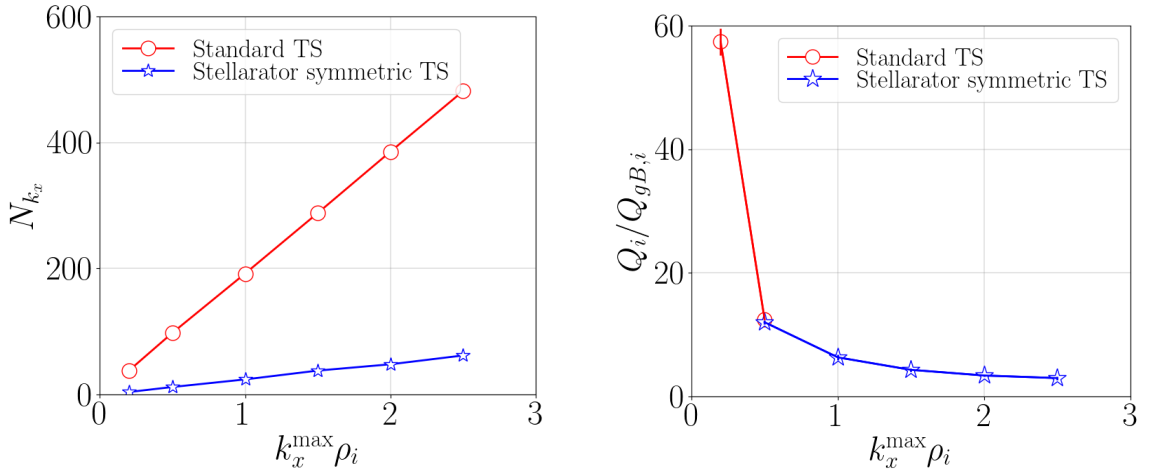 600
400
200
0
N_{k_x}
Standard TS
Stellarator symmetric TS
0 1 2 3
k_x^{max} ρ_i
60
40
20
0
Q_i/Q_{gB,i}
Standard TS
Stellarator symmetric TS
0 1 2 3
k_x^{max} ρ_i